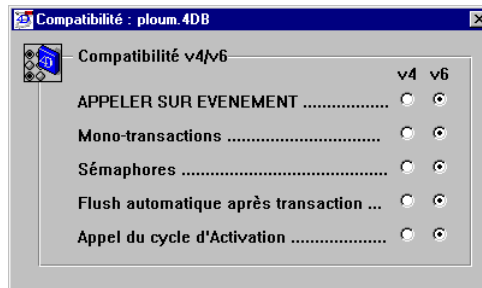 Compatibilité : ploum.4DB
Compatibilité v4/v6
v4 v6
APPELER SUR EVENEMENT ..................
Mono-transactions ................................
Sémaphores ...........................................
Flush automatique après transaction ...
Appel du cycle d'Activation ....................